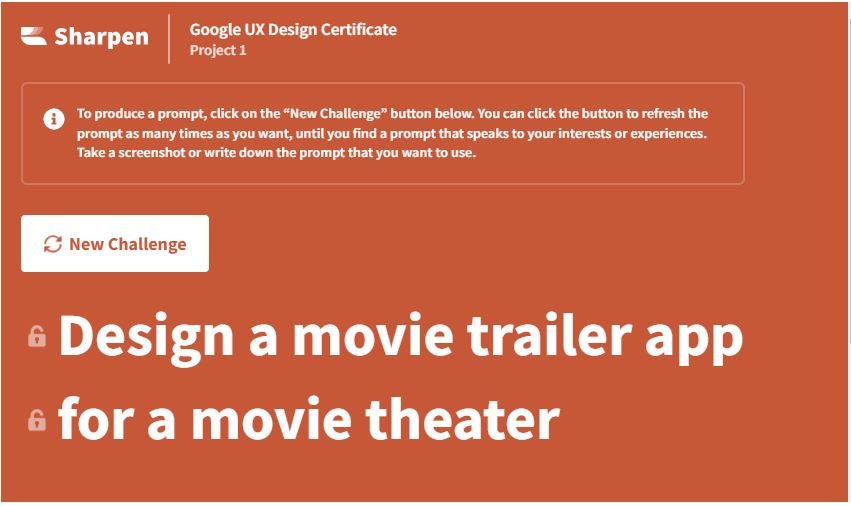 Sharpen
Google UX Design Certificate
Project 1
To produce a prompt, click on the “New Challenge” button below. You can click the button to refresh the
prompt as many times as you want, until you find a prompt that speaks to your interests or experiences.
Take a screenshot or write down the prompt that you want to use.
New Challenge
Design a movie trailer app
for a movie theater